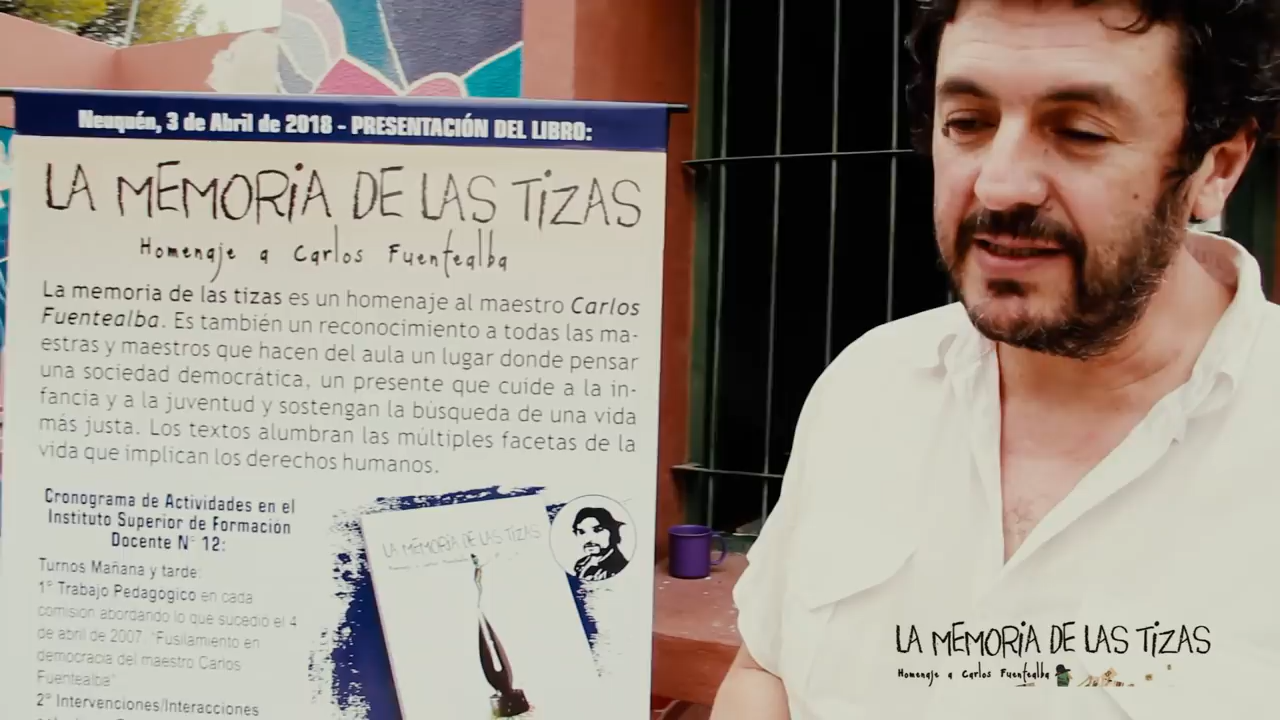 Neuquén, 3 de Abril de 2018 - PRESENTACIÓN DEL LIBRO:
LA MEMORIA DE LAS TIZAS
Homenaje a Carlos Fuentealba
La memoria de las tizas es un homenaje al maestro Carlos
Fuentealba. Es también un reconocimiento a todas las ma-
estras y maestros que hacen del aula un lugar donde pensar
una sociedad democrática, un presente que cuide a la in-
fancia y a la juventud y sostengan la búsqueda de una vida
más justa. Los textos alumbran las múltiples facetas de la
vida que implican los derechos humanos.
Cronograma de Actividades en el
Instituto Superior de Formación
Docente N° 12:
Turnos Mañana y tarde:
1° Trabajo Pedagogico en cada
comisión abordando lo que sucedió el 4
de abril de 2007. "Fusilamiento en
democracia del maestro Carlos
Fuentealba"
2° Intervenciones/Interacciones
LA MEMORIA DE LAS TIZAS
LA MEMORIA DE LAS TIZAS
Homenaje a Carlos Fuentealba